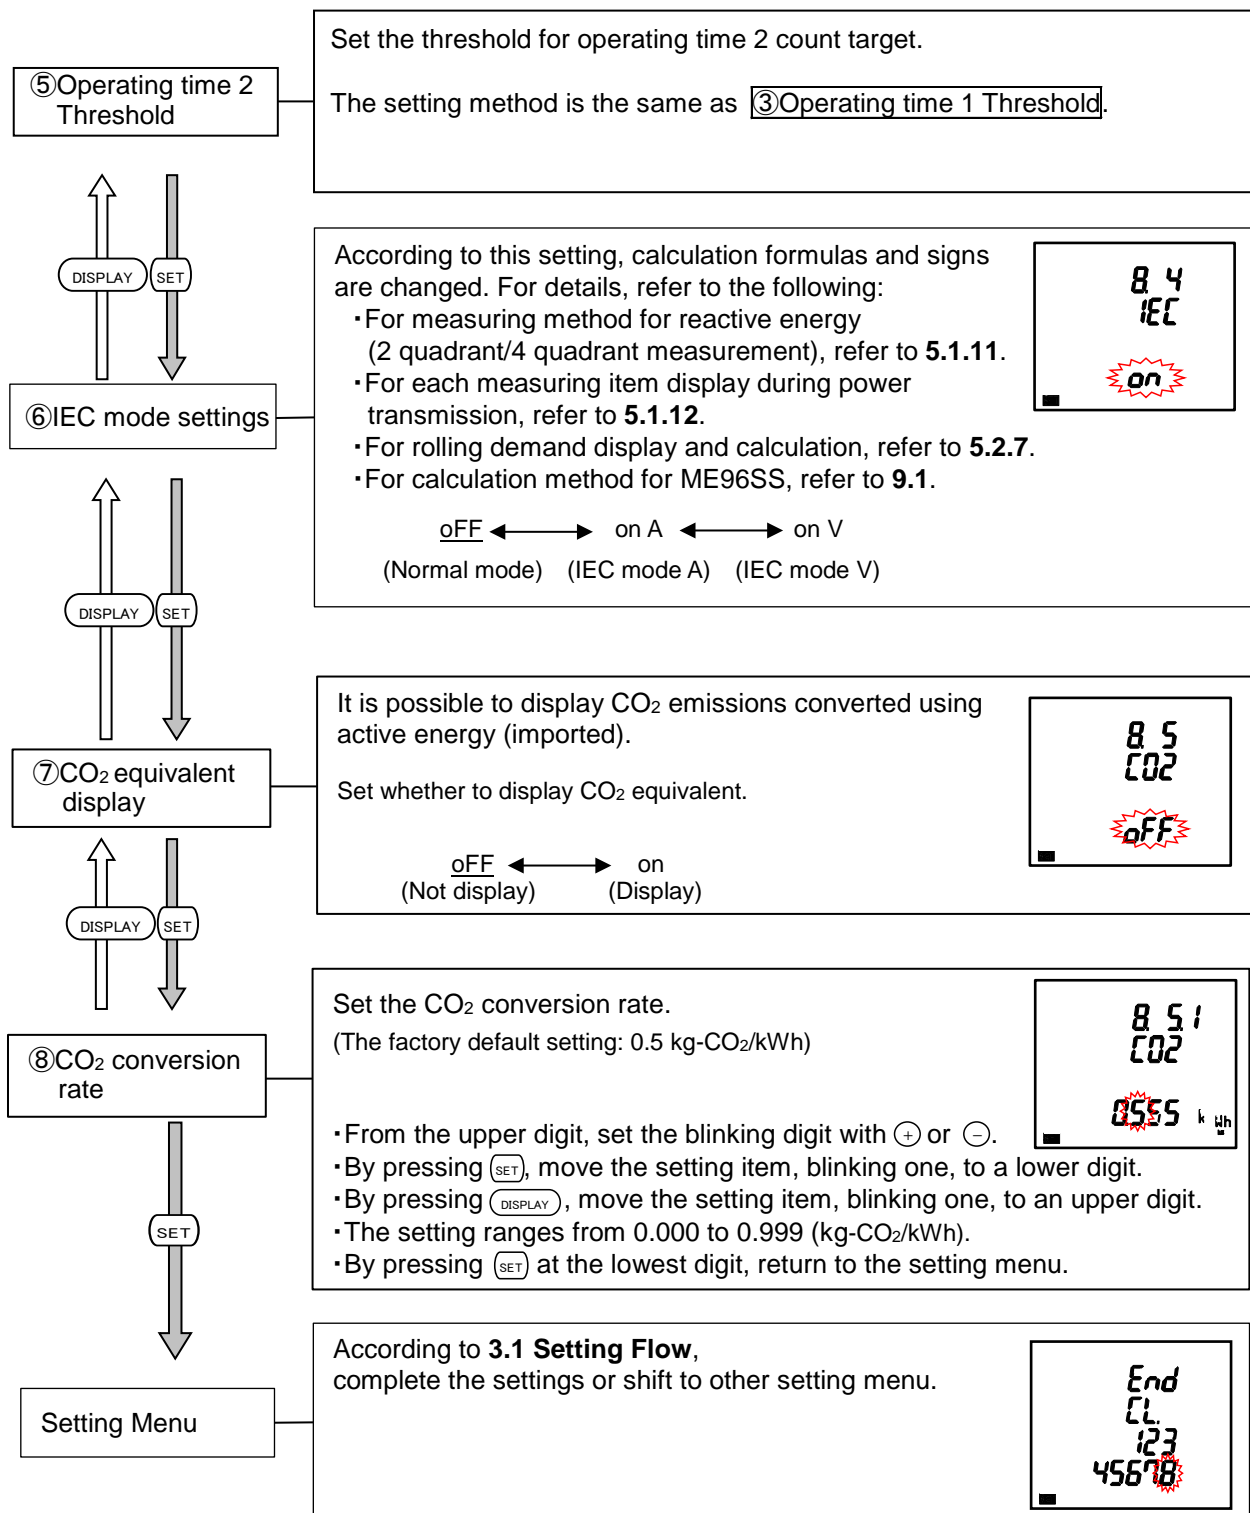 Set the threshold for operating time 2 count target.
⑤Operating time 2
Threshold
The setting method is the same as ③Operating time 1 Threshold.
DISPLAY SET
According to this setting, calculation formulas and signs
are changed. For details, refer to the following:
・For measuring method for reactive energy
(2 quadrant/4 quadrant measurement), refer to 5.1.11.
・For each measuring item display during power
transmission, refer to 5.1.12.
・For rolling demand display and calculation, refer to 5.2.7.
・For calculation method for ME96SS, refer to 9.1.
8. 4
IEC
on
⑥IEC mode settings
oFF on A on V
(Normal mode) (IEC mode A) (IEC mode V)
DISPLAY SET
It is possible to display CO2 emissions converted using
active energy (imported).
Set whether to display CO2 equivalent.
8. 5
CO2
oFF
⑦CO2 equivalent
display
oFF on
(Not display) (Display)
DISPLAY SET
Set the CO2 conversion rate.
(The factory default setting: 0.5 kg-CO2/kWh)
8. 5.1
CO2
0555 k Wh
⑧CO2 conversion
rate
・From the upper digit, set the blinking digit with + or −.
・By pressing SET, move the setting item, blinking one, to a lower digit.
・By pressing DISPLAY, move the setting item, blinking one, to an upper digit.
・The setting ranges from 0.000 to 0.999 (kg-CO2/kWh).
・By pressing SET at the lowest digit, return to the setting menu.
SET
According to 3.1 Setting Flow,
complete the settings or shift to other setting menu.
End
CL.
123
45678
Setting Menu